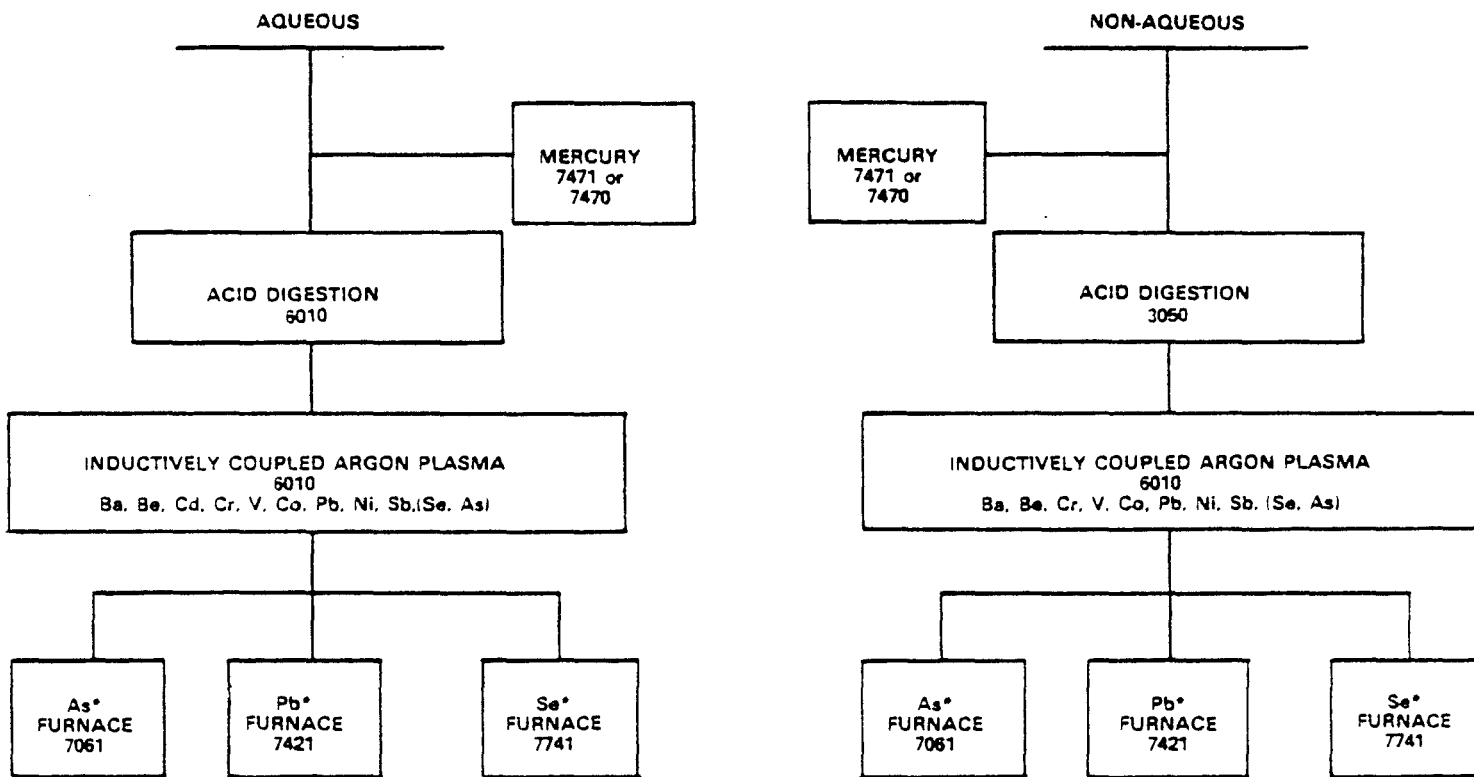 AQUEOUS
MERCURY
7471 or
7470
ACID DIGESTION
6010
INDUCTIVELY COUPLED ARGON PLASMA
6010
Ba, Be, Cd, Cr, V, Co, Pb, Ni, Sb,(Se, As)
As*
FURNACE
7061
Pb*
FURNACE
7421
Se*
FURNACE
7741
NON-AQUEOUS
MERCURY
7471 or
7470
ACID DIGESTION
3050
INDUCTIVELY COUPLED ARGON PLASMA
6010
Ba, Be, Cr, V, Co, Pb, Ni, Sb, (Se, As)
As*
FURNACE
7061
Pb*
FURNACE
7421
Se*
FURNACE
7741